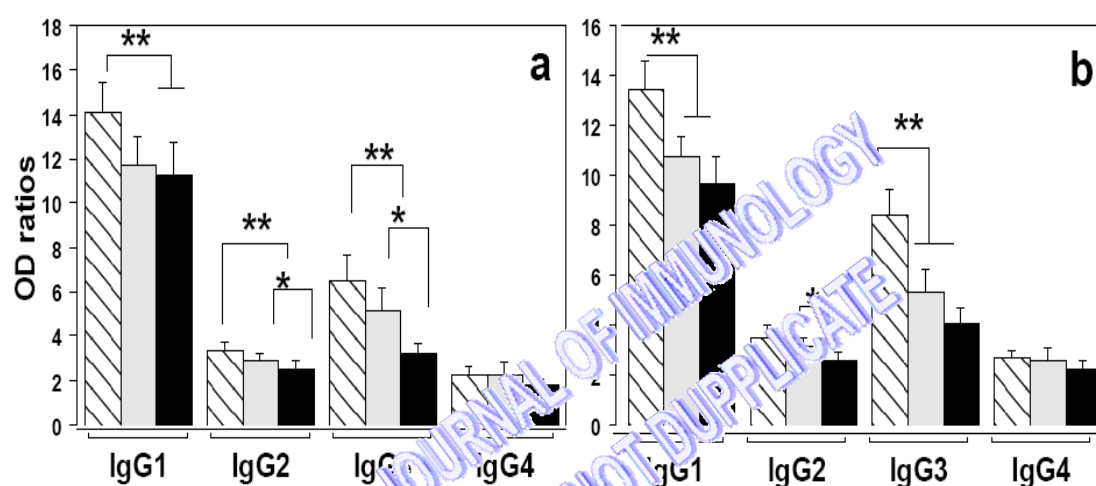 18 16 14 12 10 8 6 4 2 0
OD ratios
** ** * ** *
a
IgG1 IgG2 IgG4
16 14 12 10 8 6 4 2 0
** **
b
IgG1 IgG2 IgG3 IgG4
JOURNAL OF IMMUNOLOGY
NOT DUPPLICATE